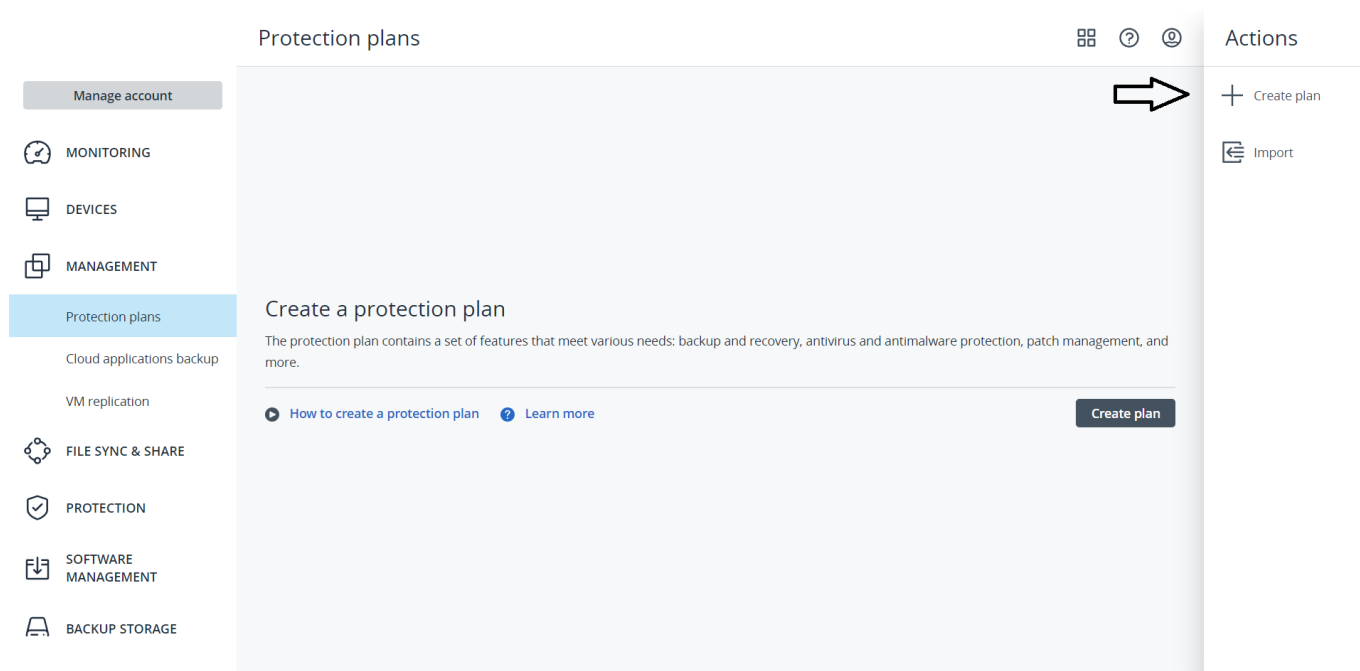 Protection plans
Actions
Manage account
Create plan
MONITORING
Import
DEVICES
MANAGEMENT
Protection plans
Cloud applications backup
VM replication
FILE SYNC & SHARE
PROTECTION
SOFTWARE
MANAGEMENT
BACKUP STORAGE
Create a protection plan
The protection plan contains a set of features that meet various needs: backup and recovery, antivirus and antimalware protection, patch management, and
more.
How to create a protection plan
Learn more
Create plan